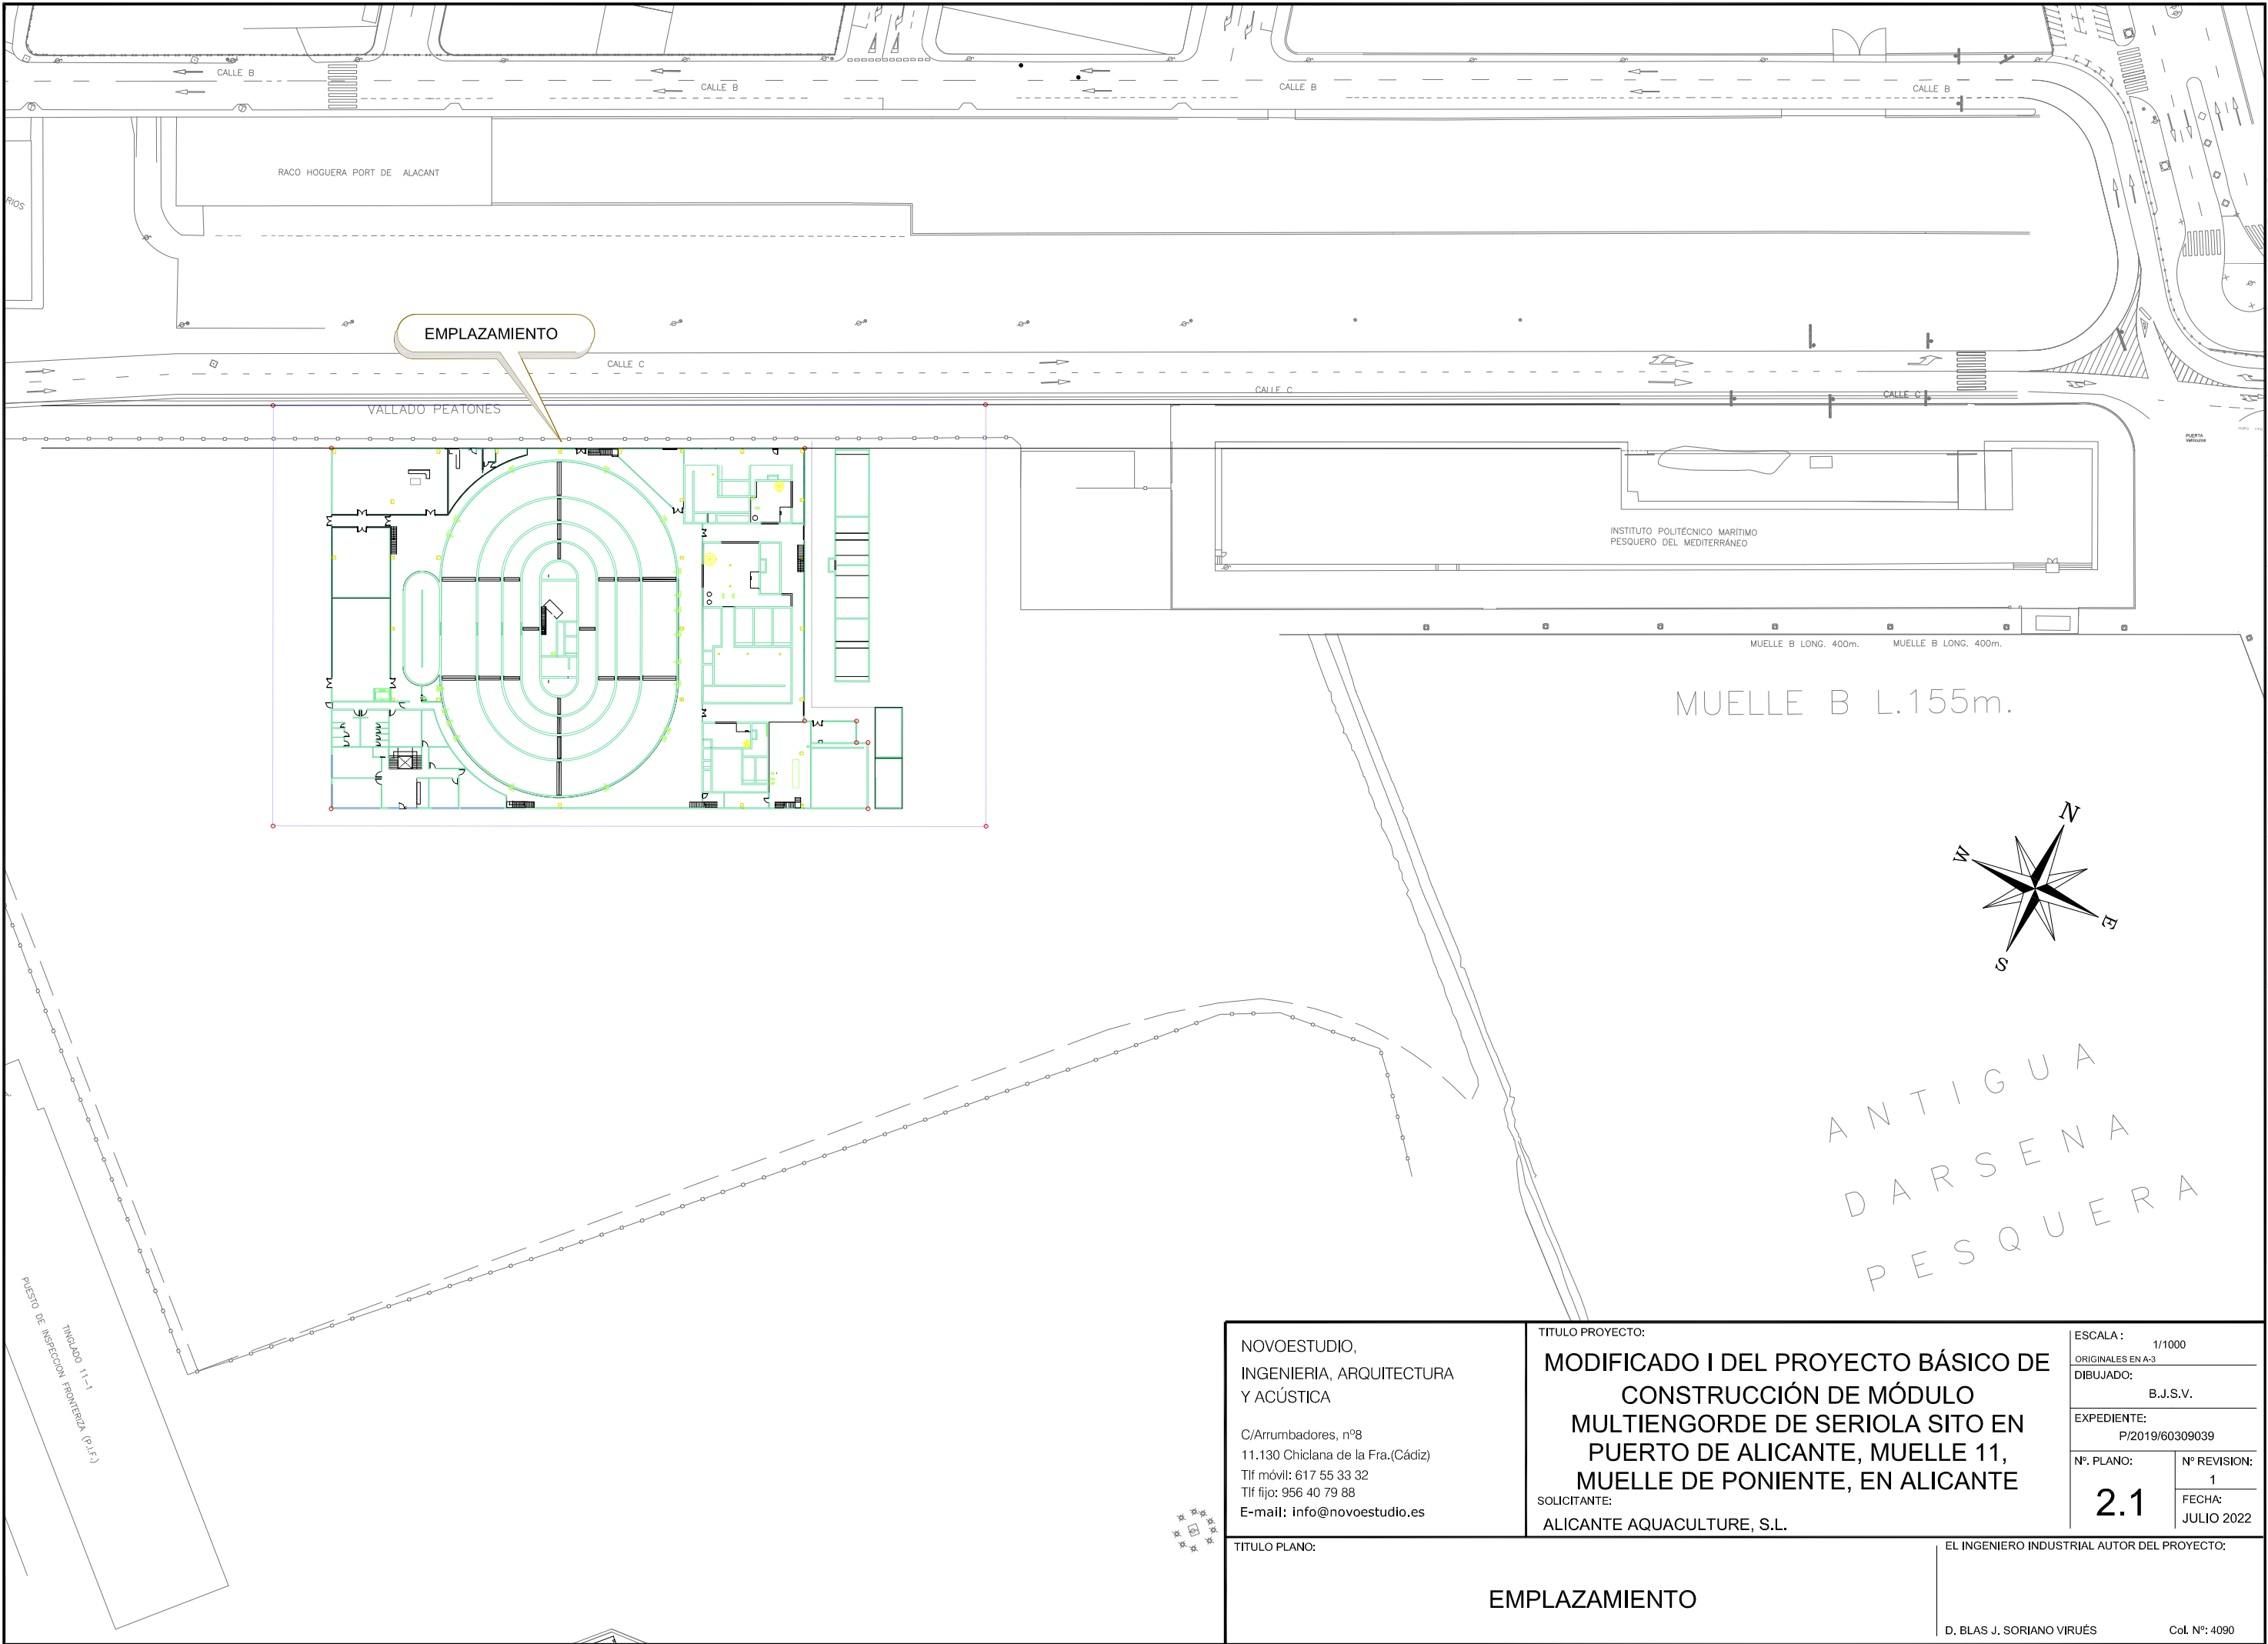 CALLE B
CALLE B
CALLE B
CALLE B
RACO HOGUERA PORT DE ALACANT
RIOS
EMPLAZAMIENTO
CALLE C
CALLE C
CALLE C
VALLADO PEATONES
PUERTA
Vehículos
INSTITUTO POLITÉCNICO MARÍTIMO
PESQUERO DEL MEDITERRÁNEO
MUELLE B LONG. 400m.
MUELLE B LONG. 400m.
MUELLE B L.155m.
N
W
E
S
ANTIGUA
DARSENA
PESQUERA
TINGLADO 11-1
PUESTO DE INSPECCION FRONTERIZA (P.I.F.)
NOVOESTUDIO,
INGENIERIA, ARQUITECTURA
Y ACÚSTICA
C/Arrumbadores, nº8
11.130 Chiclana de la Fra.(Cádiz)
Tlf móvil: 617 55 33 32
Tlf fijo: 956 40 79 88
E-mail: info@novoestudio.es
TITULO PROYECTO:
MODIFICADO I DEL PROYECTO BÁSICO DE
CONSTRUCCIÓN DE MÓDULO
MULTIENGORDE DE SERIOLA SITO EN
PUERTO DE ALICANTE, MUELLE 11,
MUELLE DE PONIENTE, EN ALICANTE
SOLICITANTE:
ALICANTE AQUACULTURE, S.L.
ESCALA :
1/1000
ORIGINALES EN A-3
DIBUJADO:
B.J.S.V.
EXPEDIENTE:
P/2019/60309039
Nº. PLANO:
2.1
Nº REVISION:
1
FECHA:
JULIO 2022
TITULO PLANO:
EMPLAZAMIENTO
EL INGENIERO INDUSTRIAL AUTOR DEL PROYECTO:
D. BLAS J. SORIANO VIRUÉS
Col. Nº: 4090